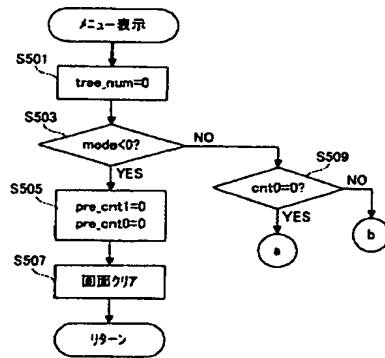 メニュー表示
S501
tree_num=0
S503
mode<0?
NO
S509
YES
cnt0=0?
NO
S505
pre_cnt1=0
pre_cnt0=0
YES
a
b
S507
画面クリア
リターン